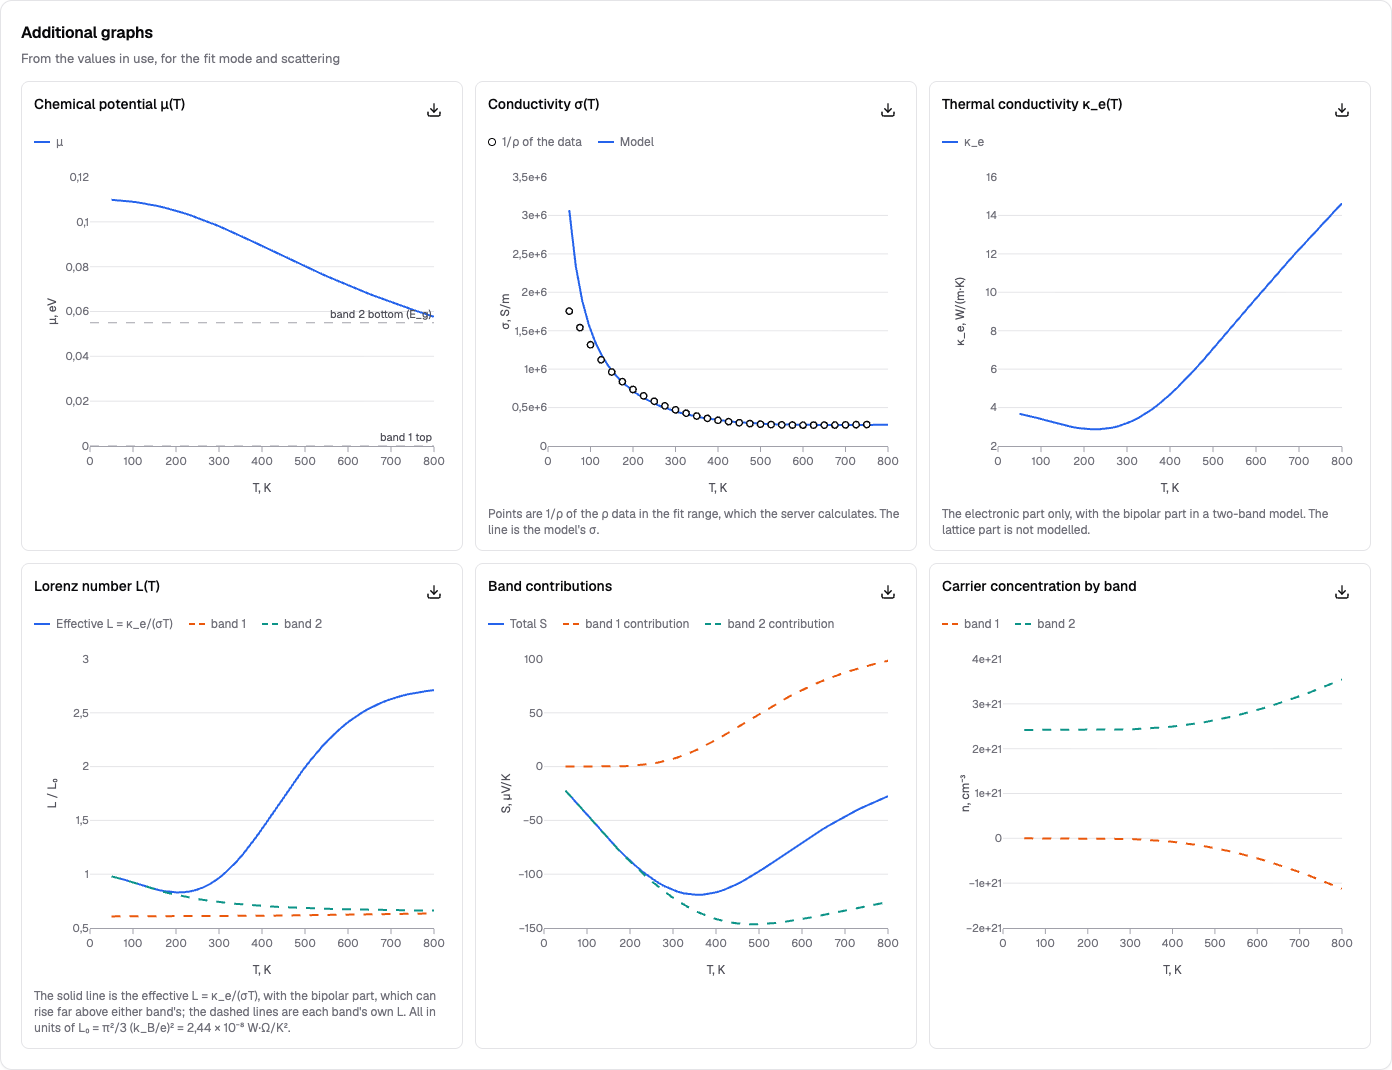 Additional graphs
From the values in use, for the fit mode and scattering
Chemical potential μ(T)
μ
0,12
0,1
0,08
0,06
0,04
0,02
0
μ, eV
band 2 bottom (E_g)
band 1 top
0 100 200 300 400 500 600 700 800
T, K
Conductivity σ(T)
1/ρ of the data Model
3,5e+6
3e+6
2,5e+6
2e+6
1,5e+6
1e+6
0,5e+6
0
σ, S/m
0 100 200 300 400 500 600 700 800
T, K
Points are 1/ρ of the ρ data in the fit range, which the server calculates. The
line is the model's σ.
Thermal conductivity κ_e(T)
κ_e
16
14
12
10
8
6
4
2
κ_e, W/(m·K)
0 100 200 300 400 500 600 700 800
T, K
The electronic part only, with the bipolar part in a two-band model. The
lattice part is not modelled.
Lorenz number L(T)
Effective L = κ_e/(σT) band 1 band 2
3
2,5
2
1,5
1
0,5
L / L₀
0 100 200 300 400 500 600 700 800
T, K
The solid line is the effective L = κ_e/(σT), with the bipolar part, which can
rise far above either band's; the dashed lines are each band's own L. All in
units of L₀ = π²/3 (k_B/e)² = 2,44 × 10⁻⁸ W·Ω/K².
Band contributions
Total S band 1 contribution band 2 contribution
100
50
0
−50
−100
−150
S, μV/K
0 100 200 300 400 500 600 700 800
T, K
Carrier concentration by band
band 1 band 2
4e+21
3e+21
2e+21
1e+21
0
−1e+21
−2e+21
n, cm⁻³
0 100 200 300 400 500 600 700 800
T, K